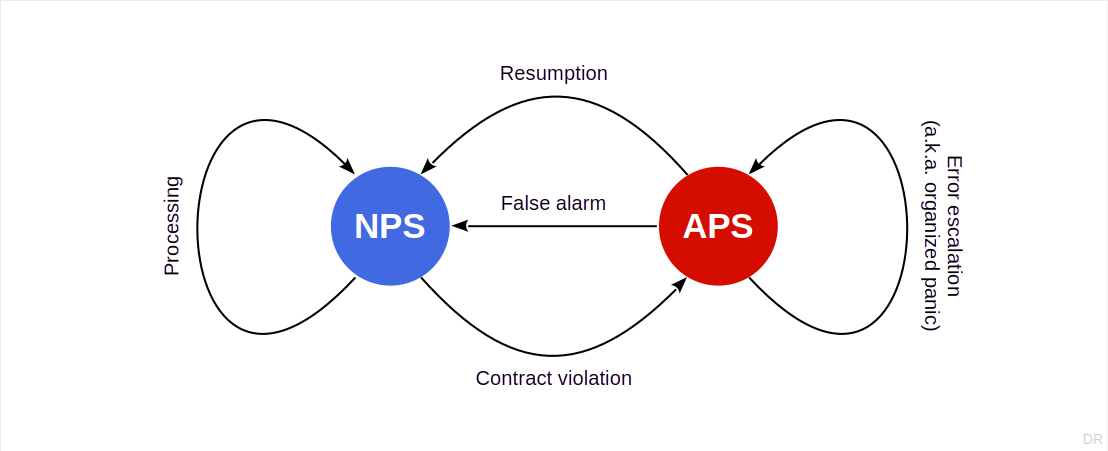 Resumption
Processing
NPS
False alarm
APS
Error escalation
(a.k.a. organized panic)
Contract violation
DR